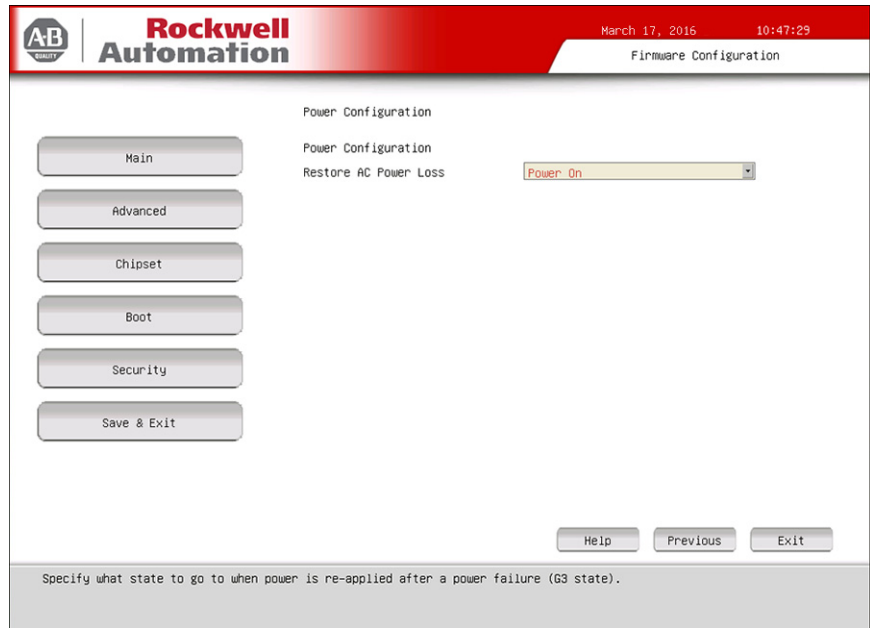 A-B
QUALITY
Rockwell
Automation
March 17, 2016 10:47:29
Firmware Configuration
Power Configuration
Power Configuration
Restore AC Power Loss Power On
Main
Advanced
Chipset
Boot
Security
Save & Exit
Help Previous Exit
Specify what state to go to when power is re-applied after a power failure (G3 state).